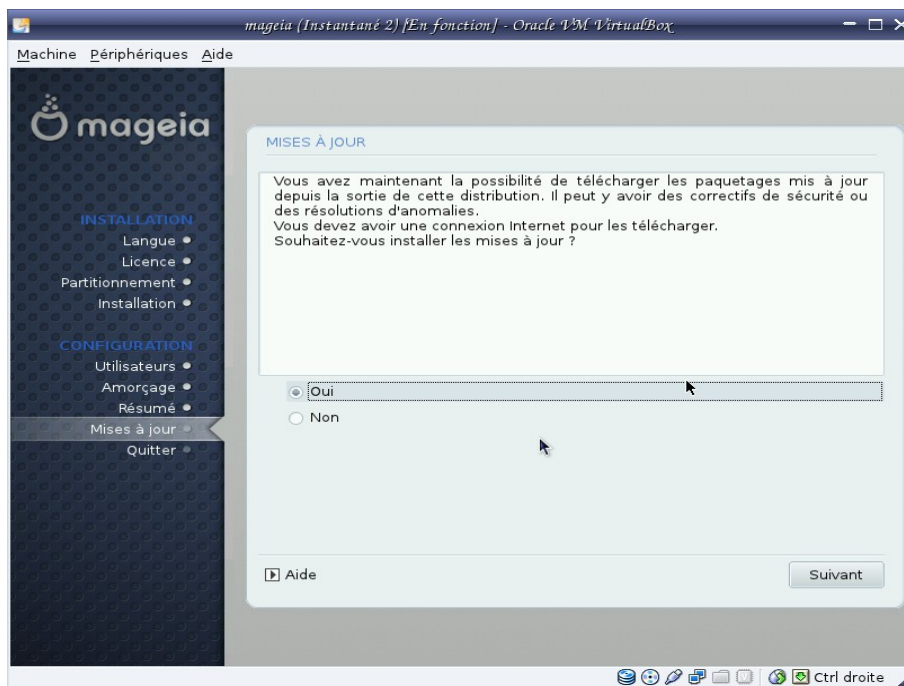 mageia (Instantané 2) [En fonction] - Oracle VM VirtualBox
Machine Périphériques Aide
mageia
INSTALLATION
Langue
Licence
Partitionnement
Installation
CONFIGURATION
Utilisateurs
Amorçage
Résumé
Mises à jour
Quitter
MISES À JOUR
Vous avez maintenant la possibilité de télécharger les paquetages mis à jour
depuis la sortie de cette distribution. Il peut y avoir des correctifs de sécurité ou
des résolutions d'anomalies.
Vous devez avoir une connexion Internet pour les télécharger.
Souhaitez-vous installer les mises à jour ?
Oui
Non
Aide
Suivant
Ctrl droite